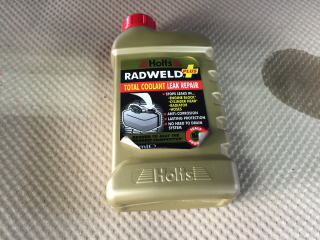 Holts
RADWELD PLUS
TOTAL COOLANT LEAK REPAIR
• STOPS LEAKS IN...
• ENGINE BLOCK*
• CYLINDER HEAD*
• RADIATOR
• HOSES
• ANTI-CORROSION
• LASTING PROTECTION
• NO NEED TO DRAIN
SYSTEM
Holts